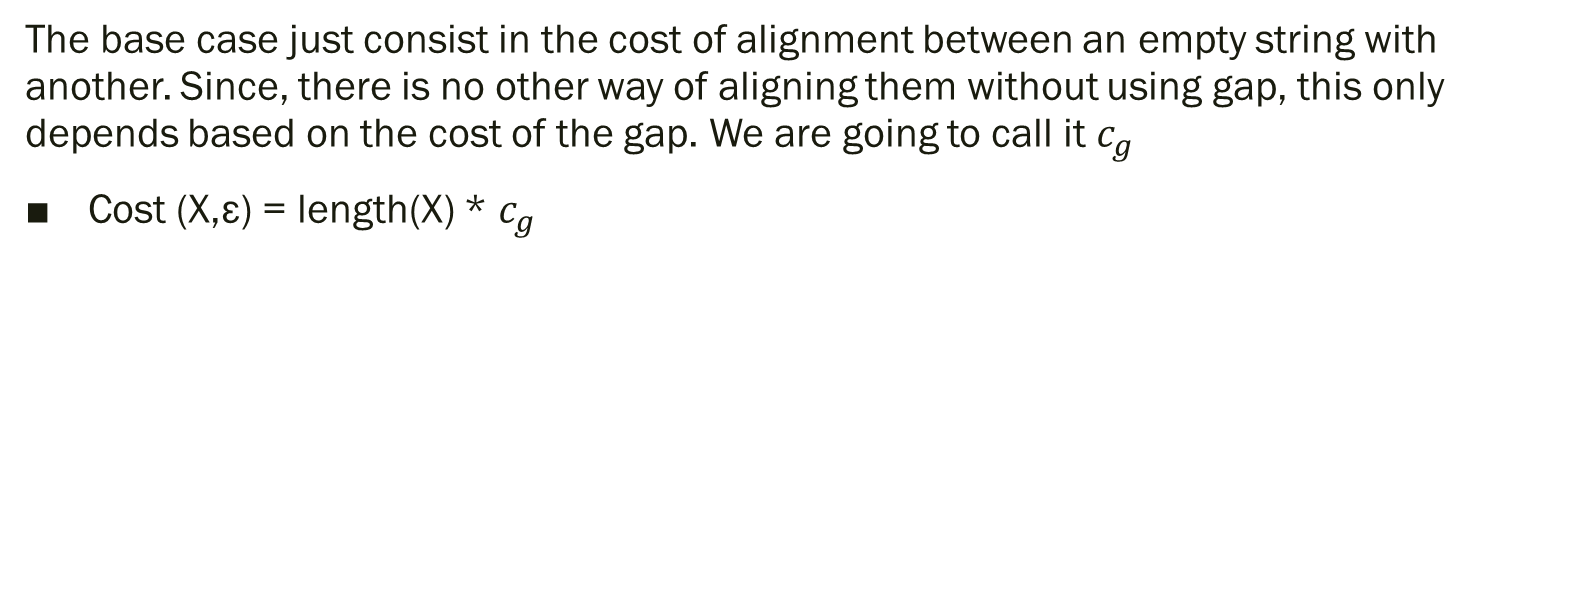 The base case just consist in the cost of alignment between an empty string with
another. Since, there is no other way of aligning them without using gap, this only
depends based on the cost of the gap. We are going to call it c_g
■ Cost (X,ε) = length(X) * c_g